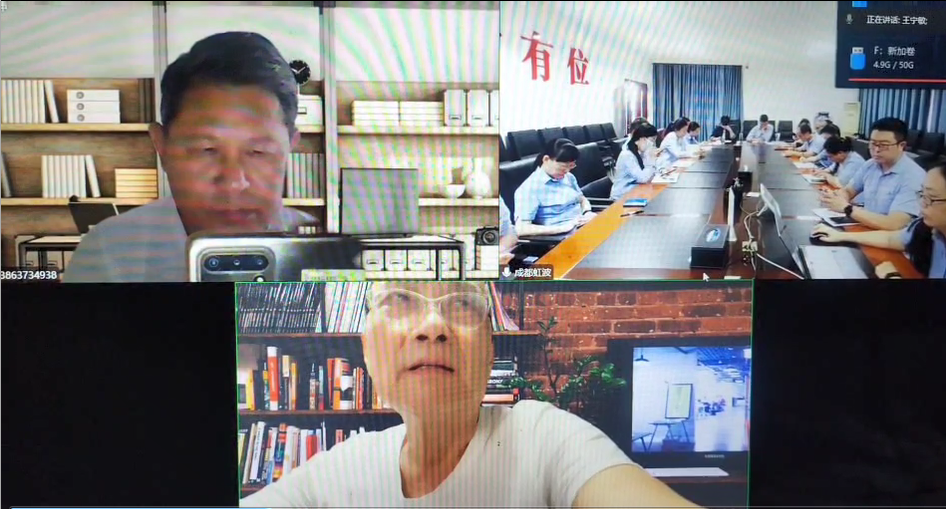 有位
正在讲话: 王宁敏;
F: 新加卷
4.9G / 50G
3863734938
成都虹波